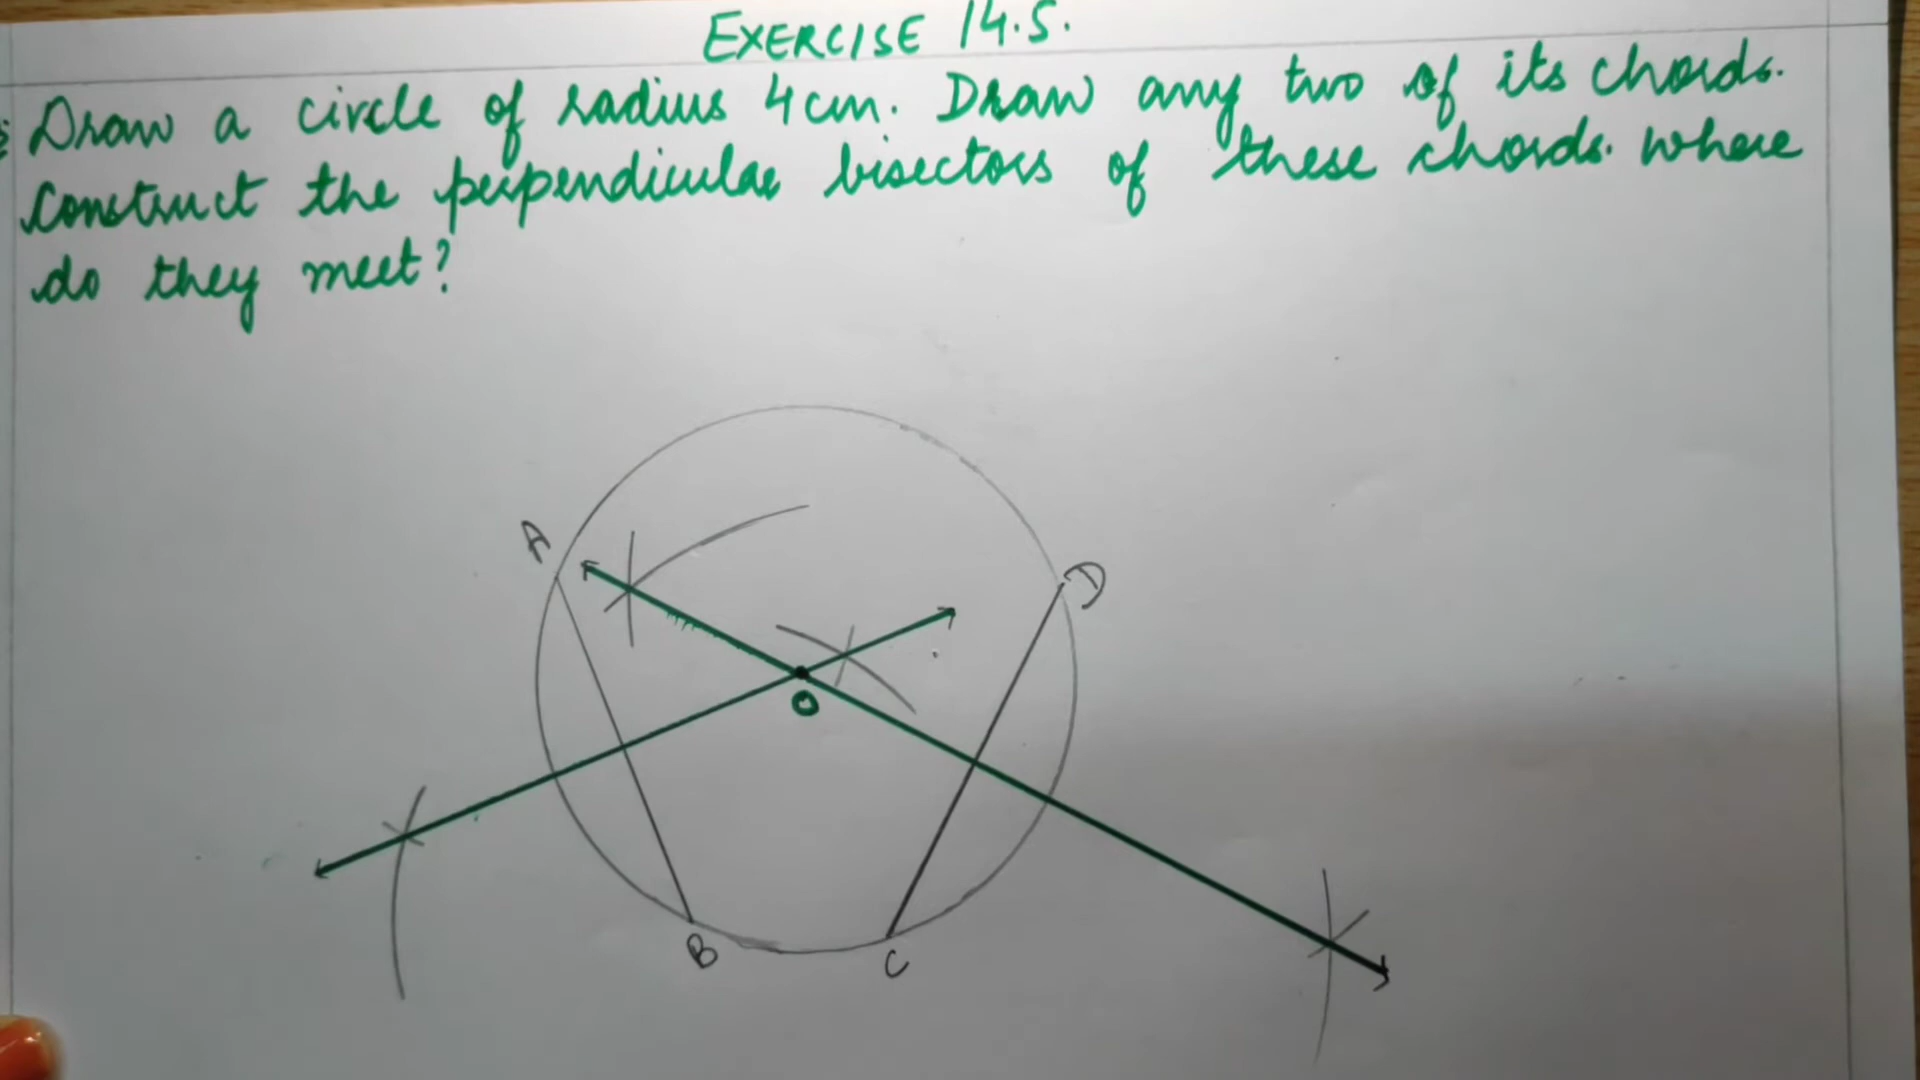 EXERCISE 14.5.
Draw a circle of radius 4cm. Draw any two of its chords.
Construct the perpendicular bisectors of these chords. Where
do they meet?
A
D
O
B
C